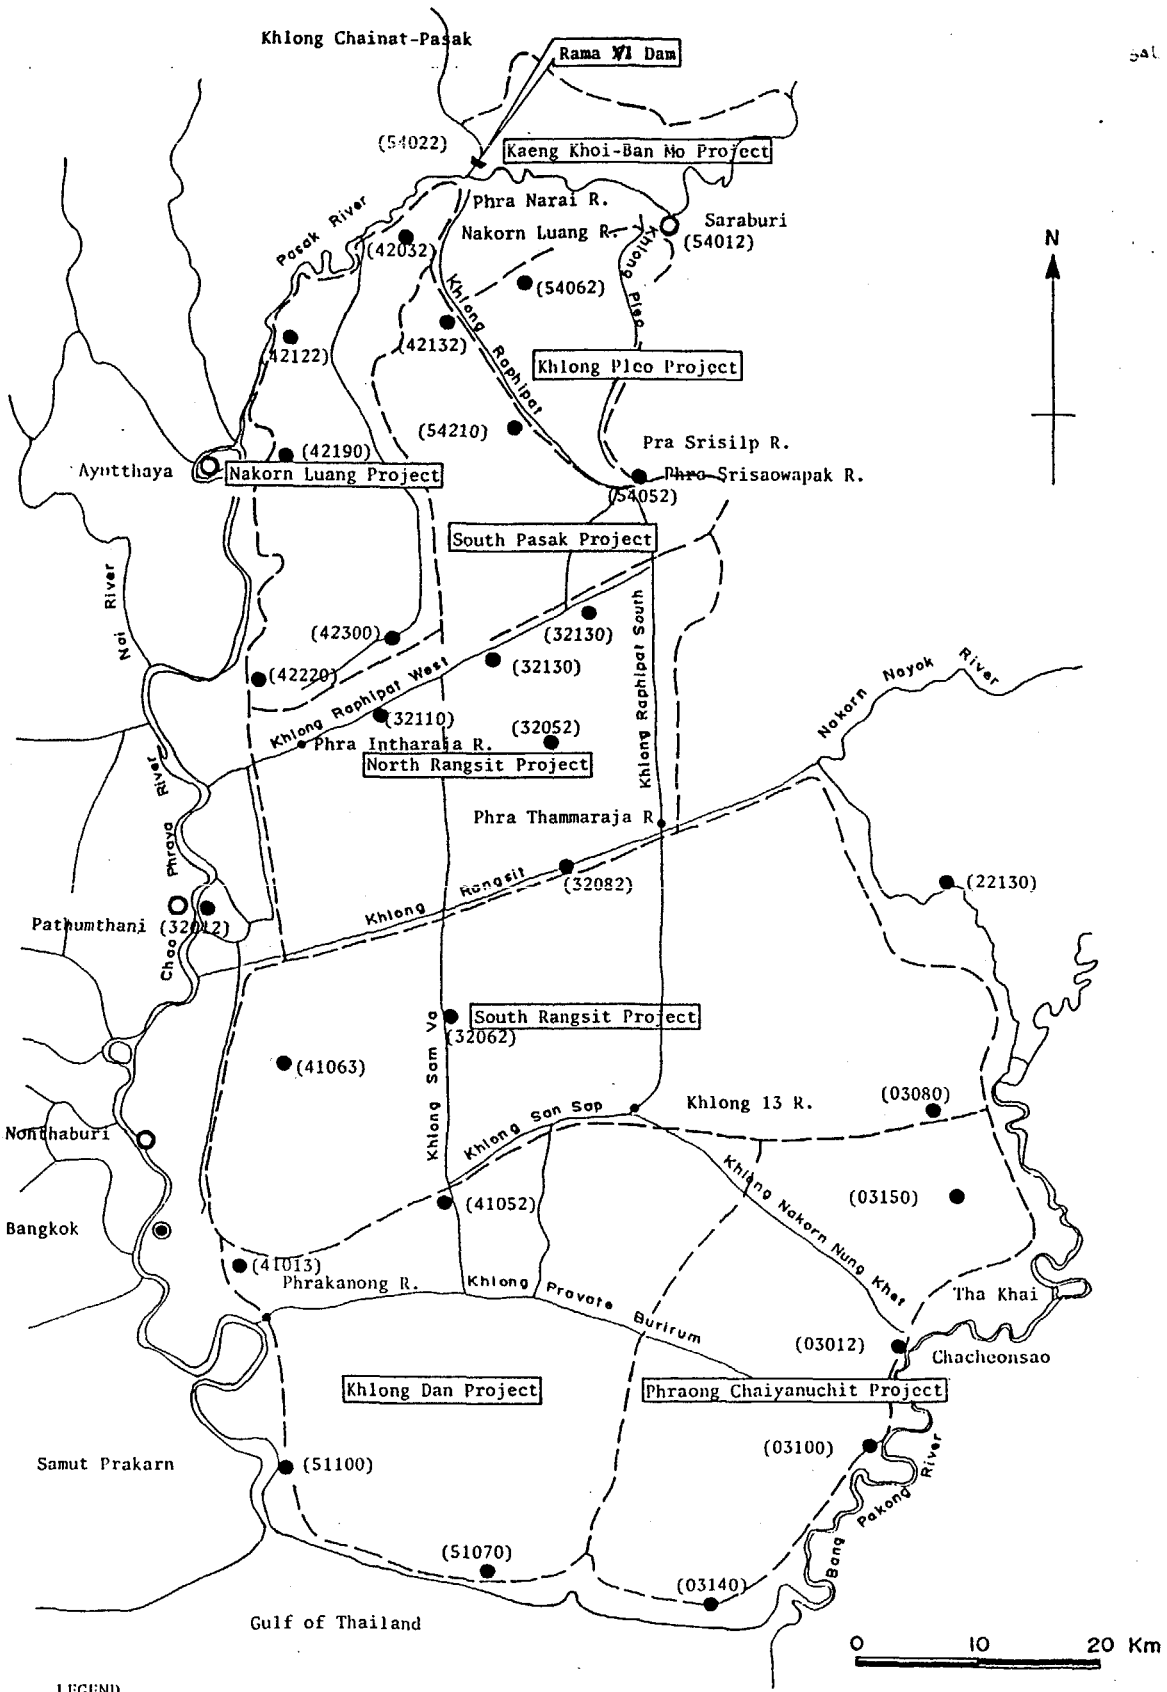 Khlong Chainat-Pasak
Rama VI Dam
(54022)
Kaeng Khoi-Ban Mo Project
Phra Narai R.
Pasak River
Nakorn Luang R.
Saraburi
(54012)
(42032)
Khlong Pleo
N
(54062)
Khlong Raphipat
(42122)
(42132)
Khlong Pleo Project
(54210)
Pra Srisilp R.
(42190)
Ayutthaya
Nakorn Luang Project
Phra Srisaowapak R.
(54052)
South Pasak Project
Noi River
Khlong Raphipat South
(42300)
(32130)
(32130)
(42220)
Nakorn Nayok River
Khlong Raphipat West
(32110)
(32052)
Phra Intharaja R.
North Rangsit Project
Chao Phraya River
Phra Thammaraja R
(32082)
(22130)
Khlong Rangsit
Pathumthani (32012)
South Rangsit Project
(32062)
Khlong Sam Va
(41063)
(03080)
Khlong 13 R.
Khlong San Sap
Nonthaburi
Khlong Nakorn Nung Khet
(03150)
(41052)
Bangkok
(41013)
Phrakanong R.
Khlong Pravate Burirum
Tha Khai
(03012)
Chacheonsao
Khlong Dan Project
Phraong Chaiyanuchit Project
(03100)
Samut Prakarn
(51100)
Bang Pakong River
(51070)
(03140)
Gulf of Thailand
0 10 20 Km
LEGEND